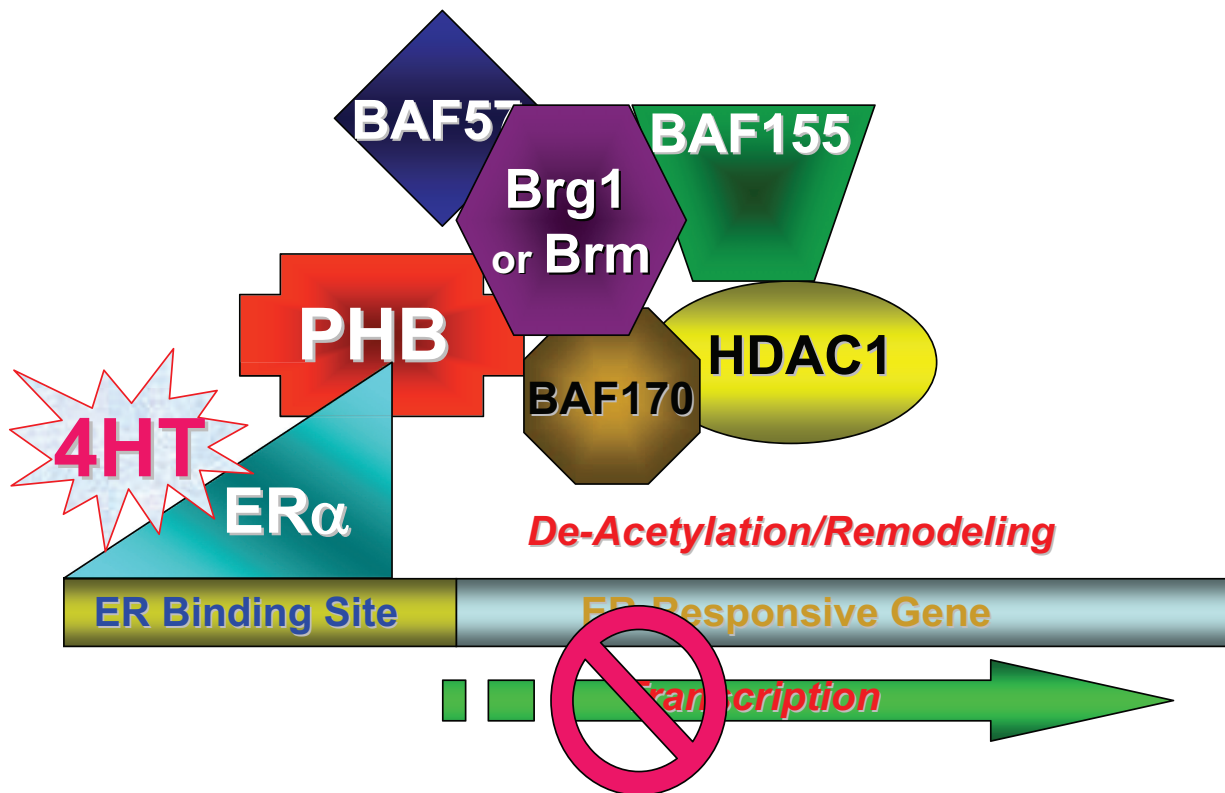 BAF57
BAF155
Brg1
or Brm
PHB
HDAC1
BAF170
4HT
ERα
De-Acetylation/Remodeling
ER Binding Site
ER Responsive Gene
Transcription